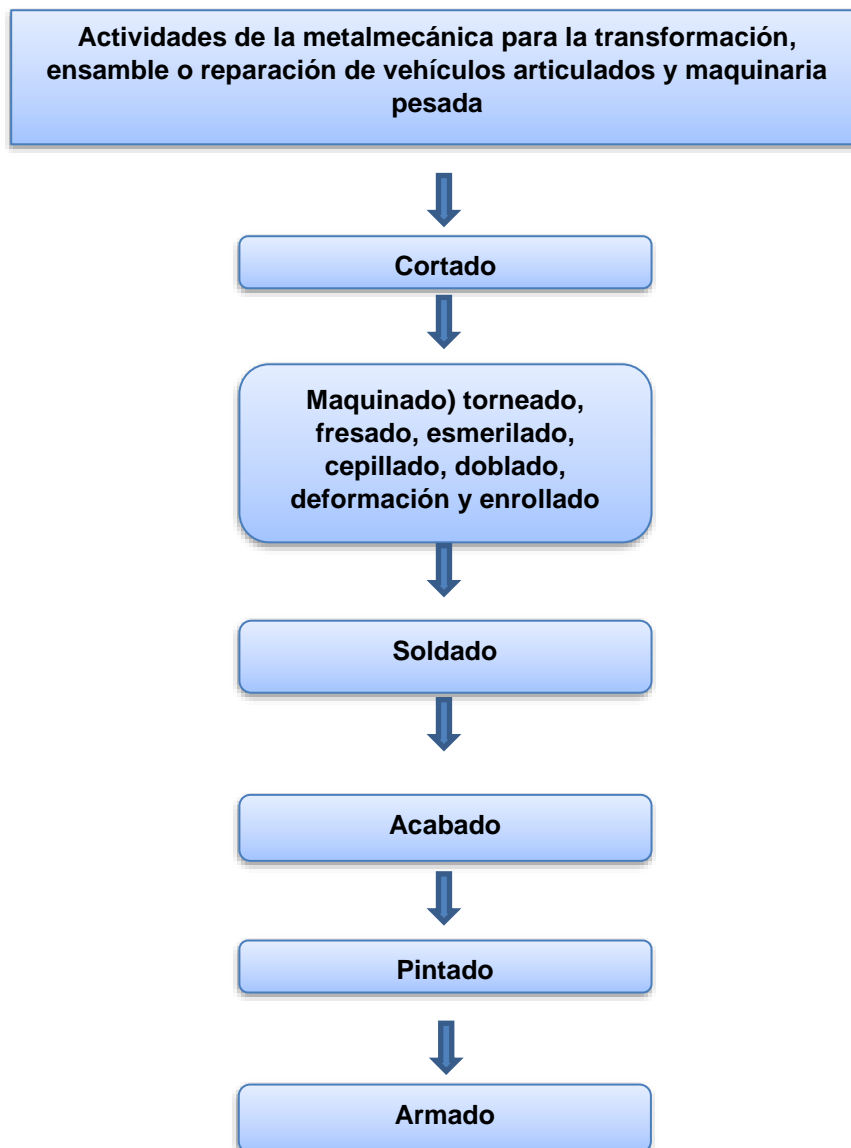 Actividades de la metalmecánica para la transformación,
ensamble o reparación de vehículos articulados y maquinaria
pesada
Cortado
Maquinado) torneado,
fresado, esmerilado,
cepillado, doblado,
deformación y enrollado
Soldado
Acabado
Pintado
Armado